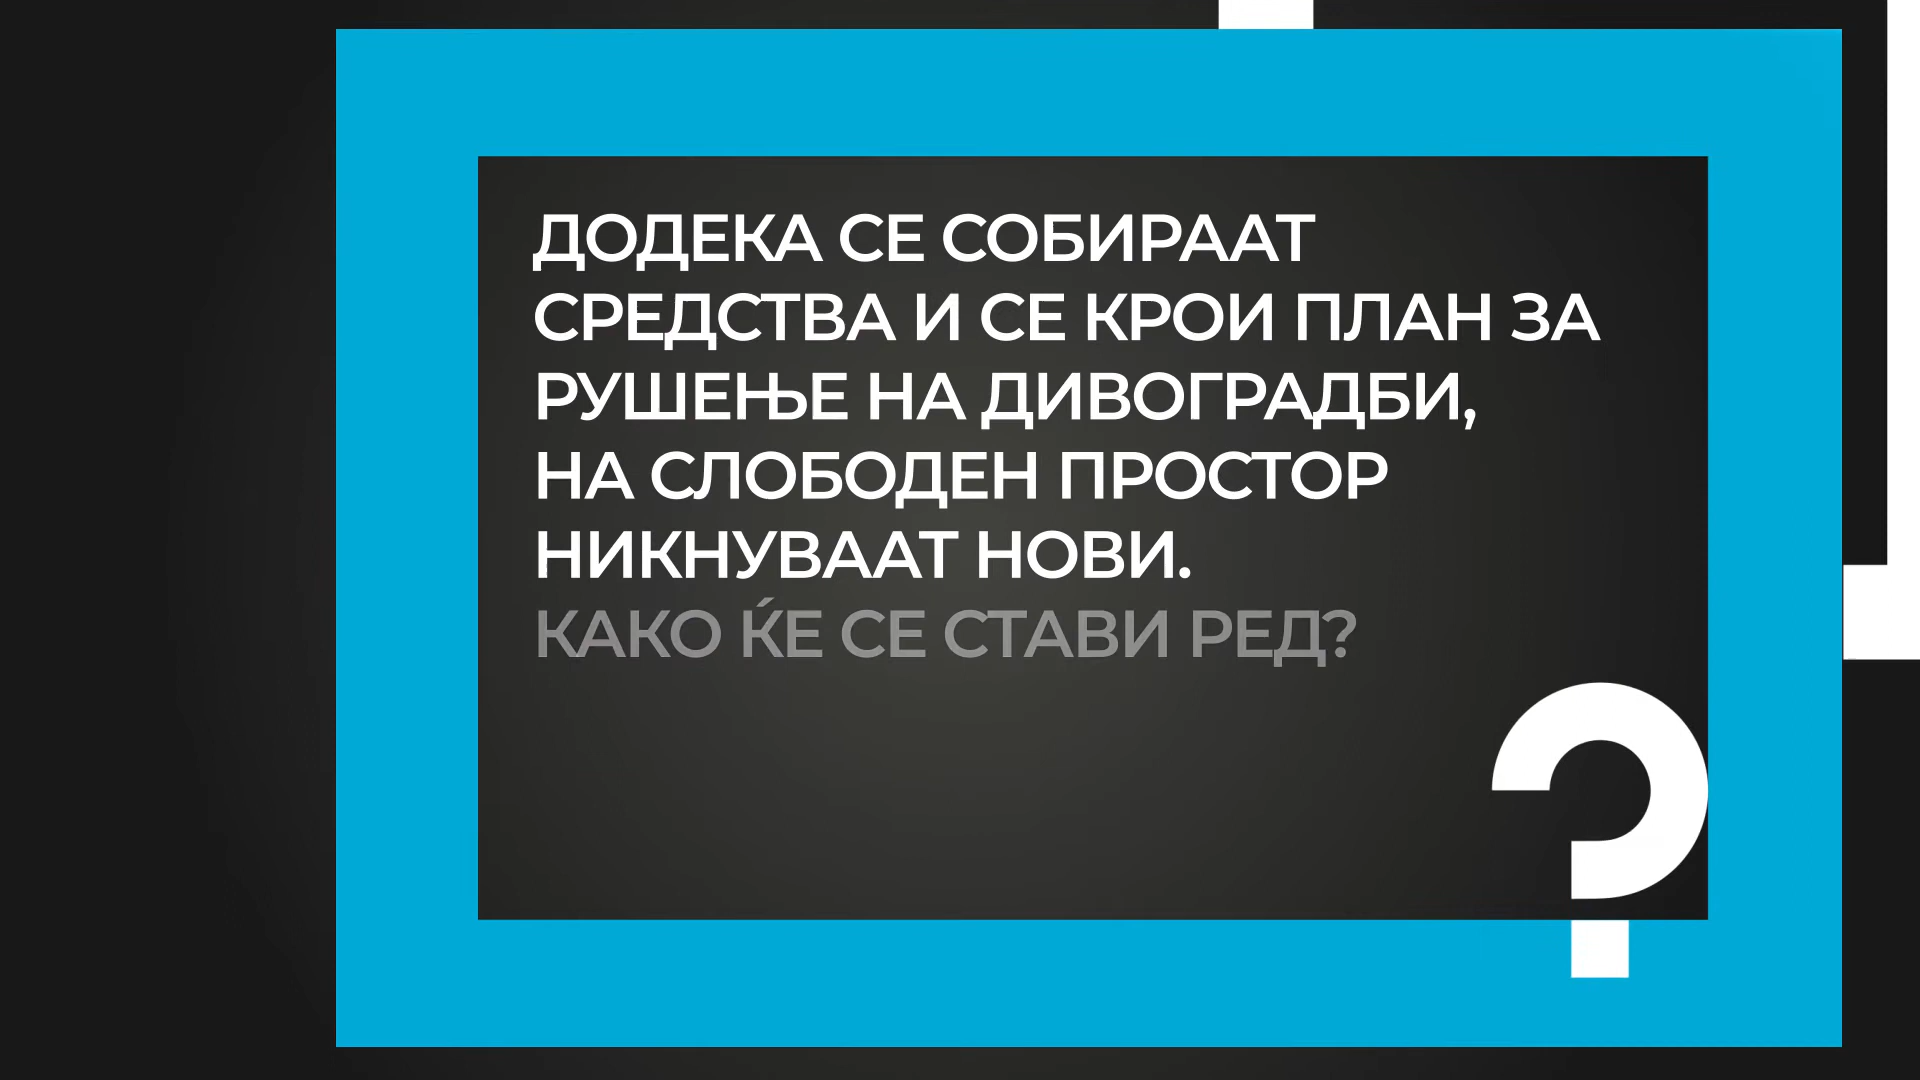 ДОДЕКА СЕ СОБИРААТ
СРЕДСТВА И СЕ КРОИ ПЛАН ЗА
РУШЕЊЕ НА ДИВОГРАДБИ,
НА СЛОБОДЕН ПРОСТОР
НИКНУВААТ НОВИ.
КАКО ЌЕ СЕ СТАВИ РЕД?
?